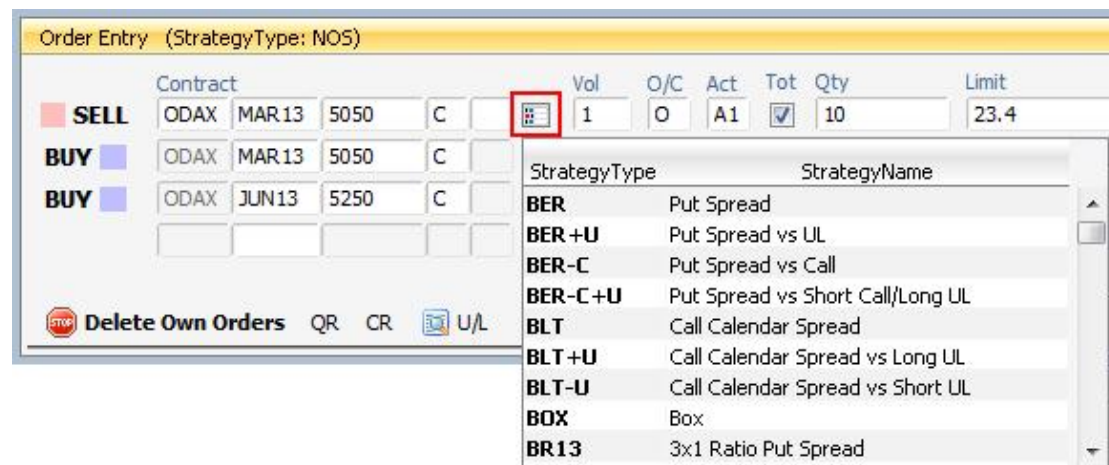 Order Entry (StrategyType: NOS)
Contract Vol O/C Act Tot Qty Limit
SELL ODAX MAR13 5050 C 1 O A1 10 23.4
BUY ODAX MAR13 5050 C
BUY ODAX JUN13 5250 C
StrategyType StrategyName
BER Put Spread
BER+U Put Spread vs UL
BER-C Put Spread vs Call
BER-C+U Put Spread vs Short Call/Long UL
BLT Call Calendar Spread
BLT+U Call Calendar Spread vs Long UL
BLT-U Call Calendar Spread vs Short UL
BOX Box
BR13 3x1 Ratio Put Spread
STOP Delete Own Orders QR CR U/L